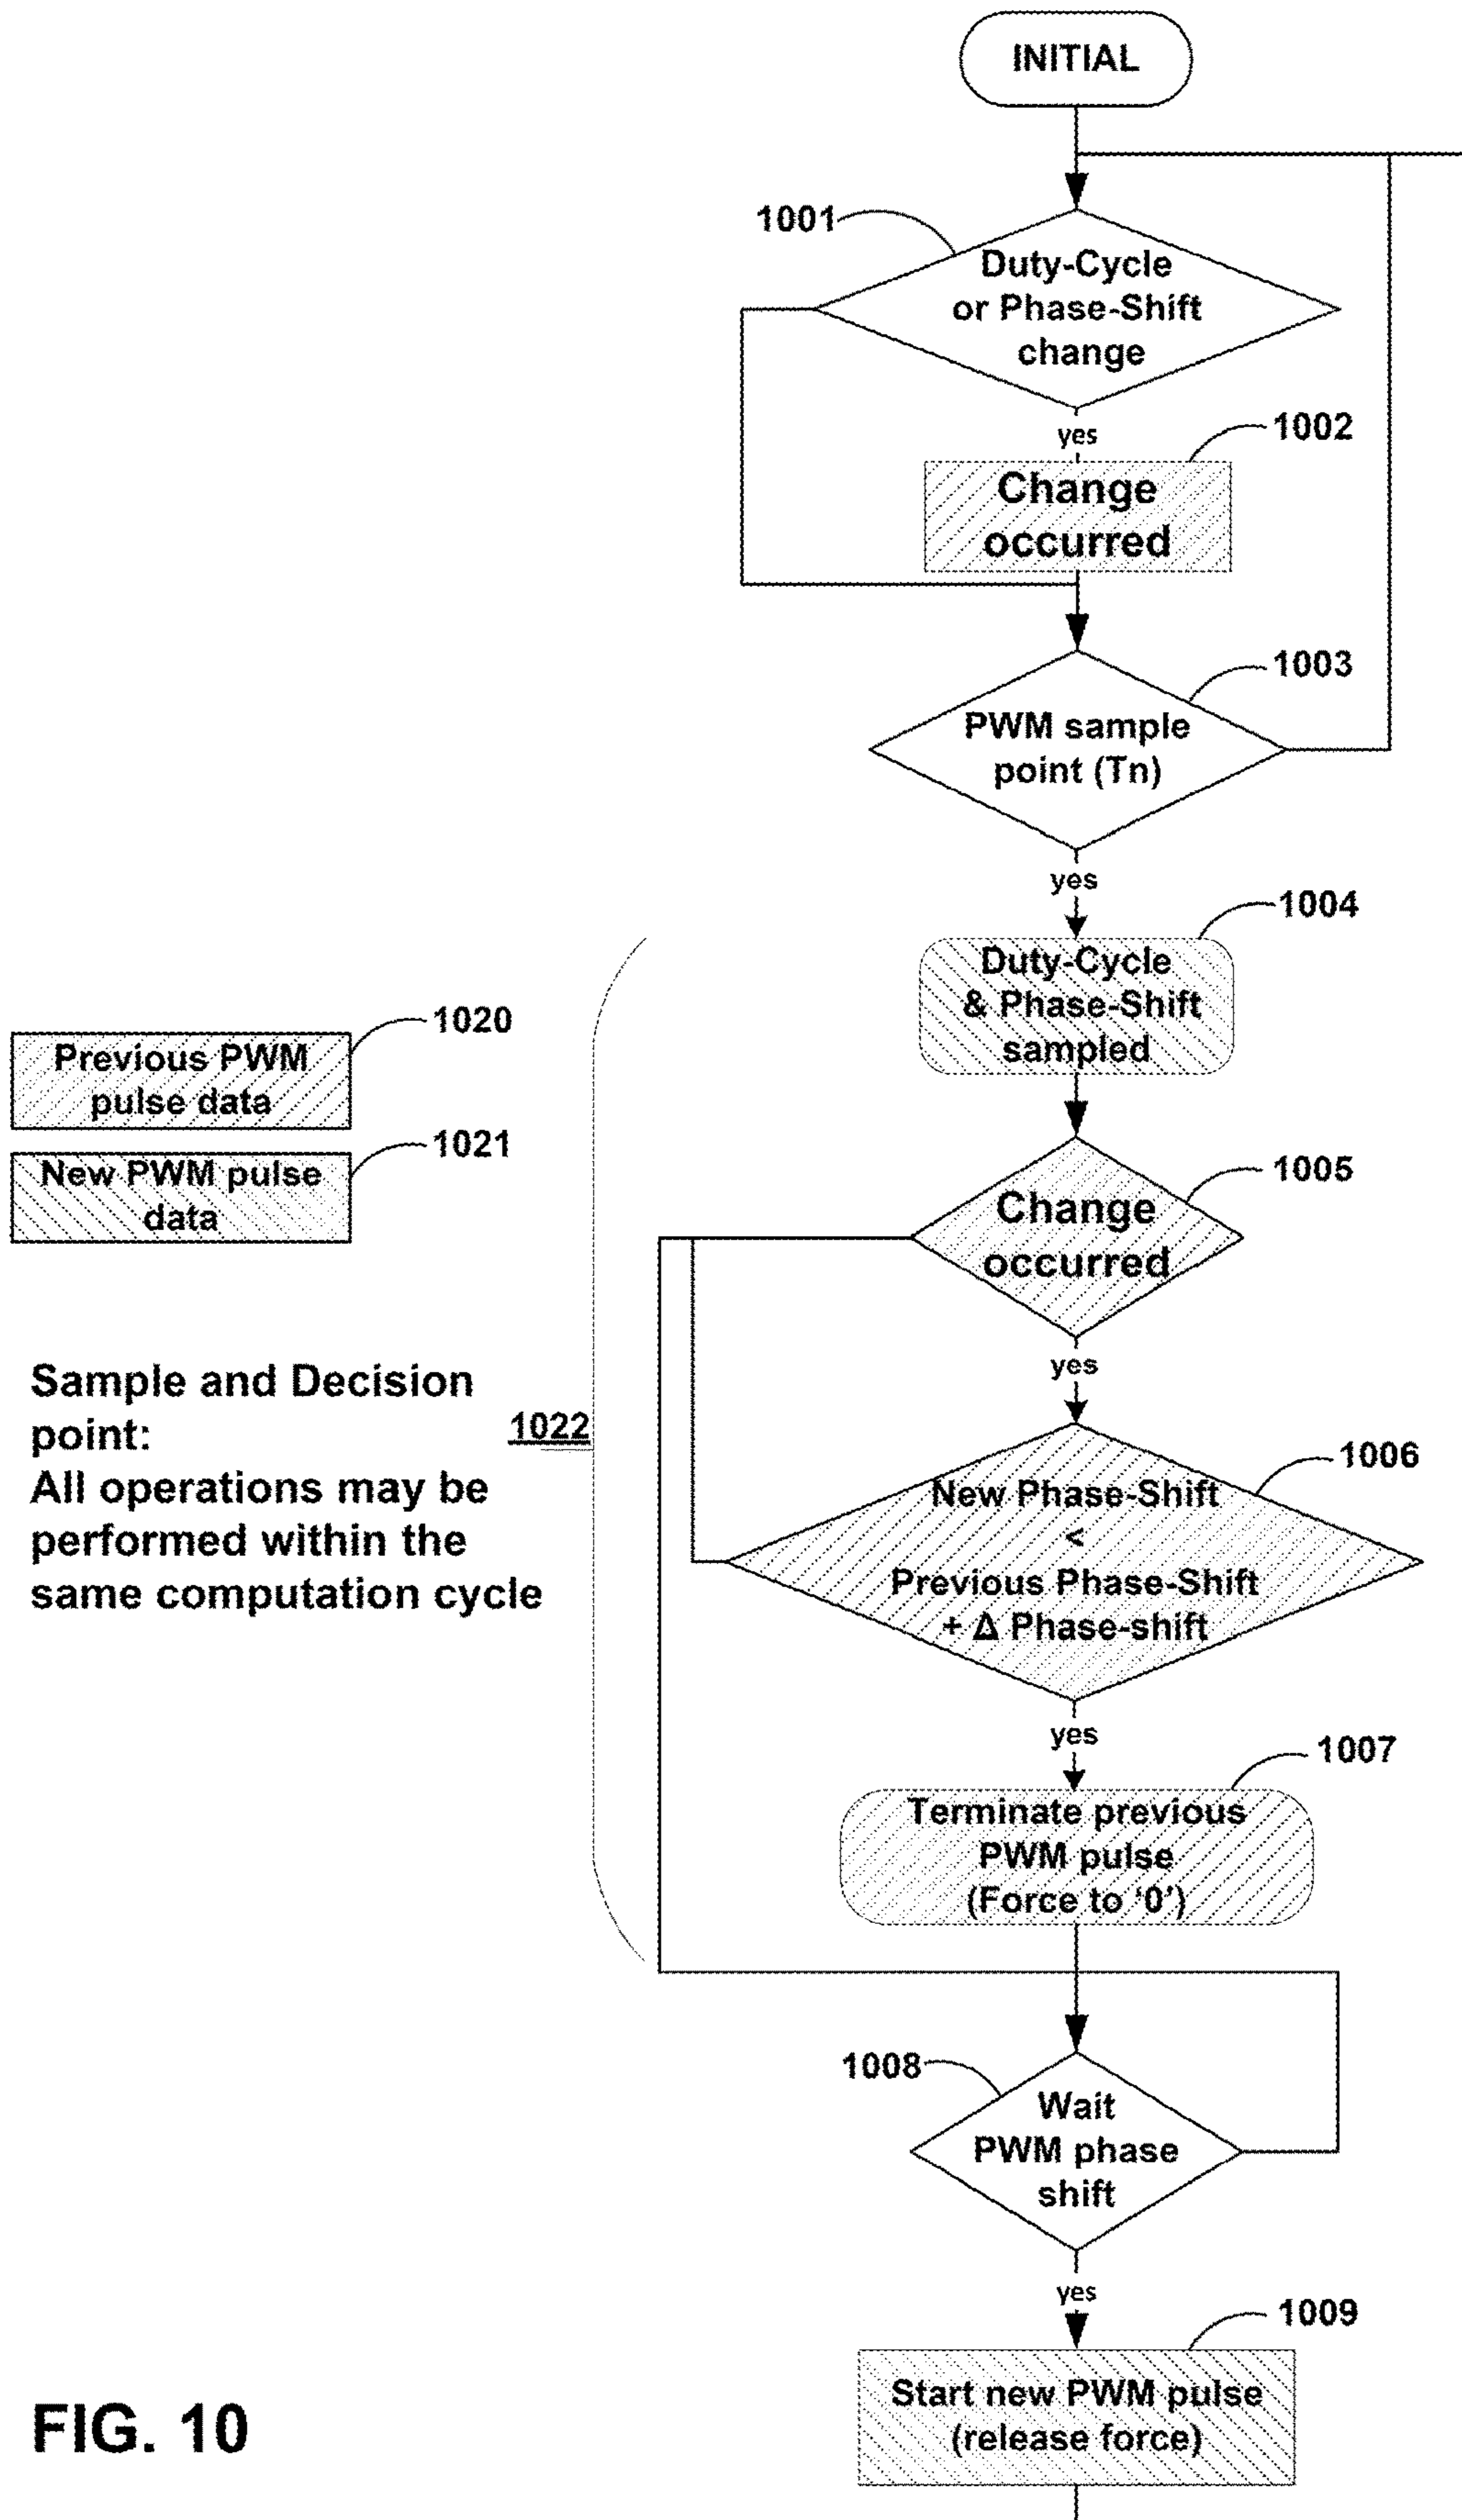 INITIAL
1001
Duty-Cycle
or Phase-Shift
change
yes
1002
Change
occurred
1003
PWM sample
point (Tn)
yes
1004
Duty-Cycle
& Phase-Shift
sampled
1020
Previous PWM
pulse data
1021
New PWM pulse
data
1005
Change
occurred
yes
Sample and Decision
point:
All operations may be
performed within the
same computation cycle
1022
1006
New Phase-Shift
<
Previous Phase-Shift
+ Δ Phase-shift
yes
1007
Terminate previous
PWM pulse
(Force to ‘0’)
1008
Wait
PWM phase
shift
yes
1009
Start new PWM pulse
(release force)
FIG. 10